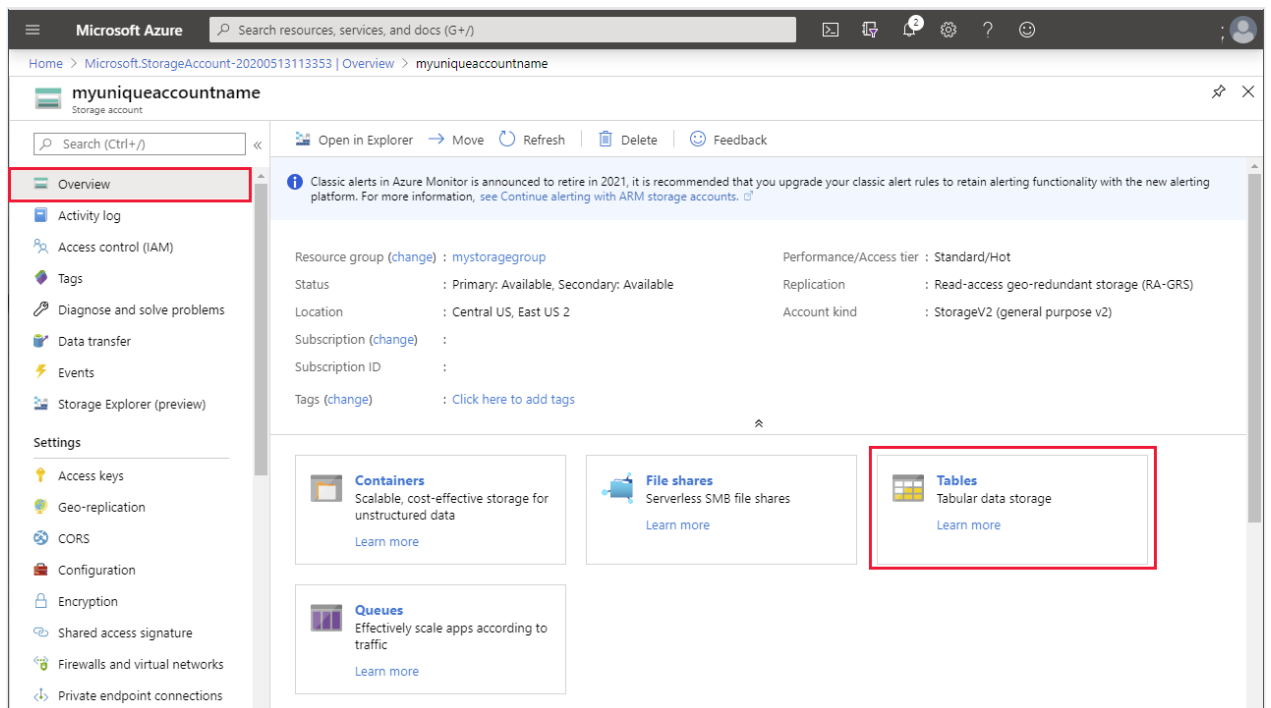 Microsoft Azure
Search resources, services, and docs (G+/)
2
Home > Microsoft.StorageAccount-20200513113353 | Overview > myuniqueaccountname
myuniqueaccountname
Storage account
Search (Ctrl+/)
«
Overview
Activity log
Access control (IAM)
Tags
Diagnose and solve problems
Data transfer
Events
Storage Explorer (preview)
Settings
Access keys
Geo-replication
CORS
Configuration
Encryption
Shared access signature
Firewalls and virtual networks
Private endpoint connections
Open in Explorer
Move
Refresh
Delete
Feedback
Classic alerts in Azure Monitor is announced to retire in 2021, it is recommended that you upgrade your classic alert rules to retain alerting functionality with the new alerting
platform. For more information, see Continue alerting with ARM storage accounts.
Resource group (change) : mystoragegroup
Status : Primary: Available, Secondary: Available
Location : Central US, East US 2
Subscription (change) :
Subscription ID :
Tags (change) : Click here to add tags
Performance/Access tier : Standard/Hot
Replication : Read-access geo-redundant storage (RA-GRS)
Account kind : StorageV2 (general purpose v2)
Containers
Scalable, cost-effective storage for
unstructured data
Learn more
File shares
Serverless SMB file shares
Learn more
Tables
Tabular data storage
Learn more
Queues
Effectively scale apps according to
traffic
Learn more